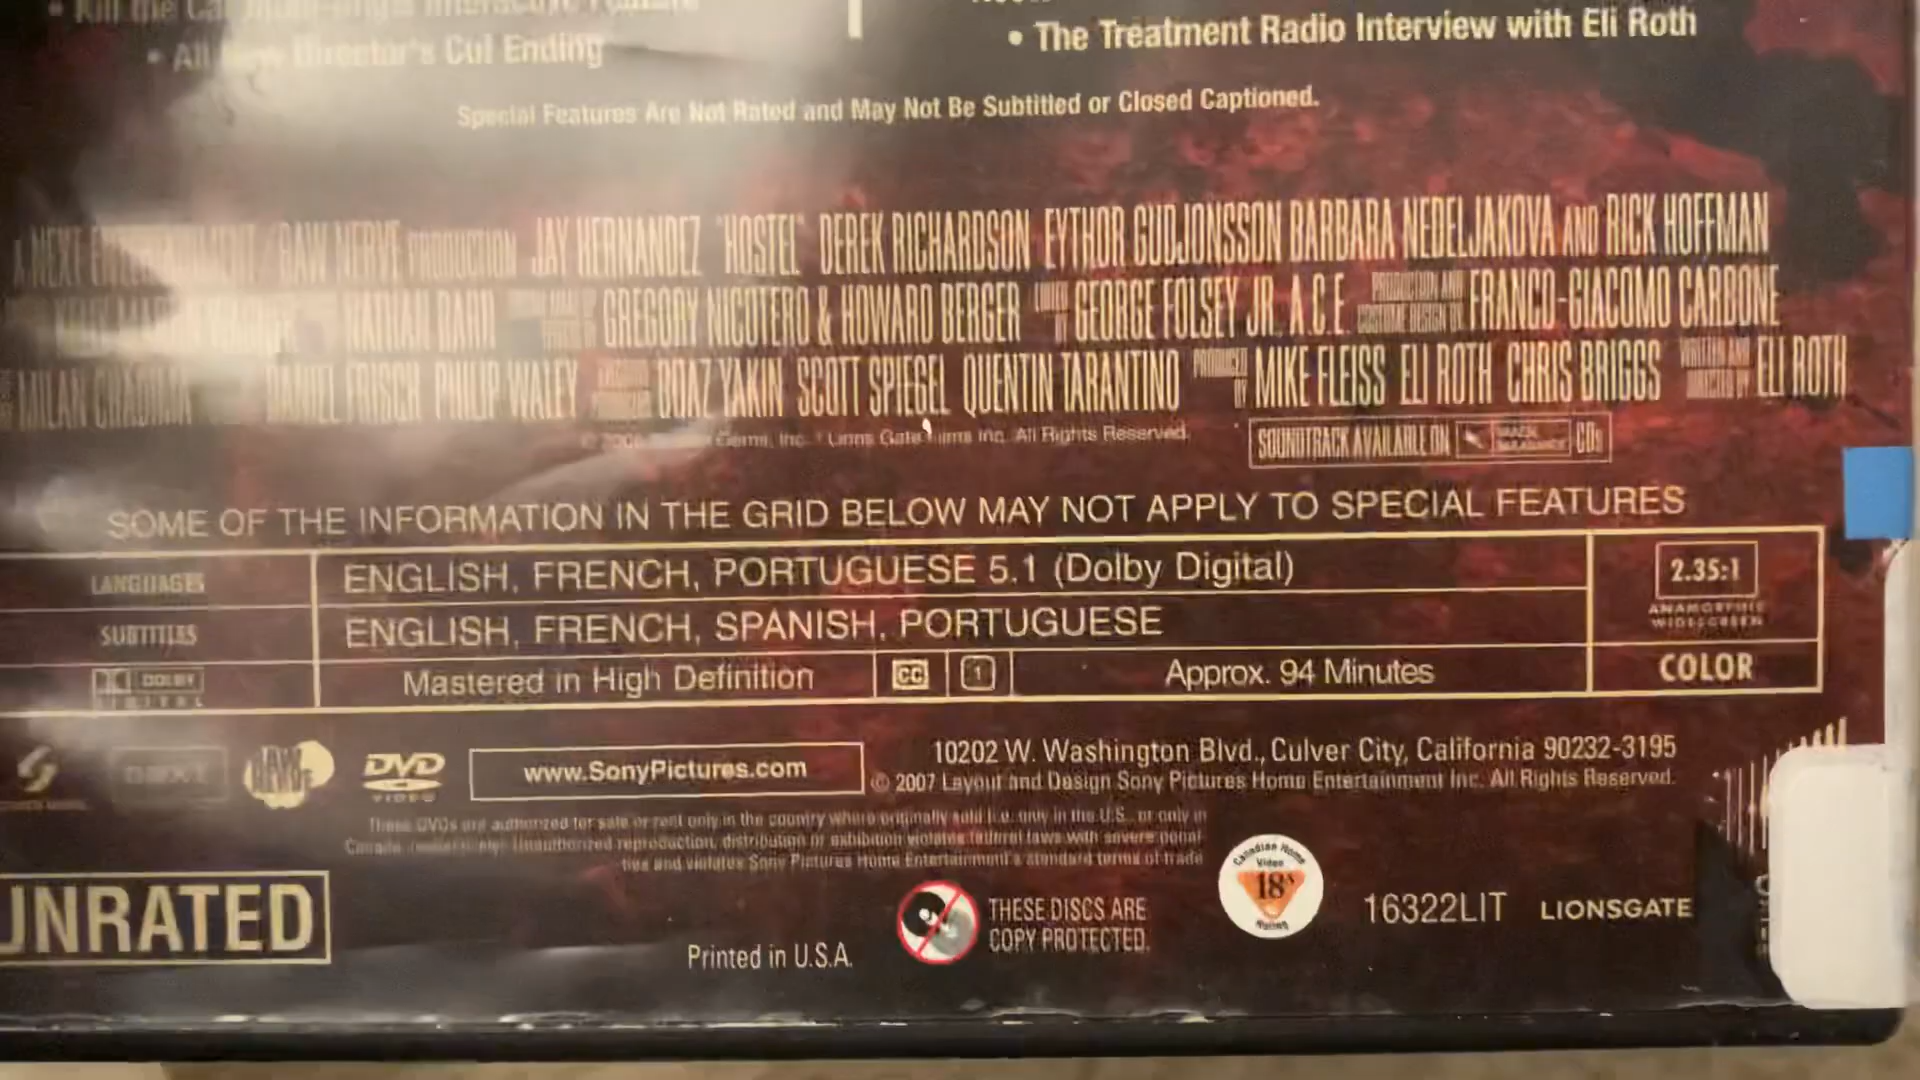 • All New Director's Cut Ending
• The Treatment Radio Interview with Eli Roth
Special Features Are Not Rated and May Not Be Subtitled or Closed Captioned.
A NEXT ENTERTAINMENT / RAW NERVE PRODUCTION JAY HERNANDEZ "HOSTEL" DEREK RICHARDSON EYTHOR GUDJONSSON BARBARA NEDELJAKOVA AND RICK HOFFMAN
NATHAN BARR GREGORY NICOTERO & HOWARD BERGER EDITED BY GEORGE FOLSEY JR. A.C.E. PRODUCTION AND COSTUME DESIGN BY FRANCO-GIACOMO CARBONE
MILAN DANIEL FRISCH PHILIP WALEY BOAZ YAKIN SCOTT SPIEGEL QUENTIN TARANTINO PRODUCED BY MIKE FLEISS ELI ROTH CHRIS BRIGGS WRITTEN AND DIRECTED BY ELI ROTH
Gems, Inc. / Lions Gate Films Inc. All Rights Reserved.
SOUNDTRACK AVAILABLE ON CDs
SOME OF THE INFORMATION IN THE GRID BELOW MAY NOT APPLY TO SPECIAL FEATURES
LANGUAGES ENGLISH, FRENCH, PORTUGUESE 5.1 (Dolby Digital)
2.35:1
ANAMORPHIC
WIDESCREEN
SUBTITLES ENGLISH, FRENCH, SPANISH, PORTUGUESE
DOLBY
DIGITAL
Mastered in High Definition CC 1 Approx. 94 Minutes COLOR
RAW NERVE
DVD
VIDEO
www.SonyPictures.com
10202 W. Washington Blvd., Culver City, California 90232-3195
© 2007 Layout and Design Sony Pictures Home Entertainment Inc. All Rights Reserved.
These DVDs are authorized for sale or rent only in the country where originally sold (i.e. only in the U.S. or only in
Canada, respectively). Unauthorized reproduction, distribution or exhibition violates federal laws with severe penal-
ties and violates Sony Pictures Home Entertainment's standard terms of trade
UNRATED
Printed in U.S.A.
THESE DISCS ARE
COPY PROTECTED.
Canadian Home
Video
18A
Rating
16322LIT LIONSGATE